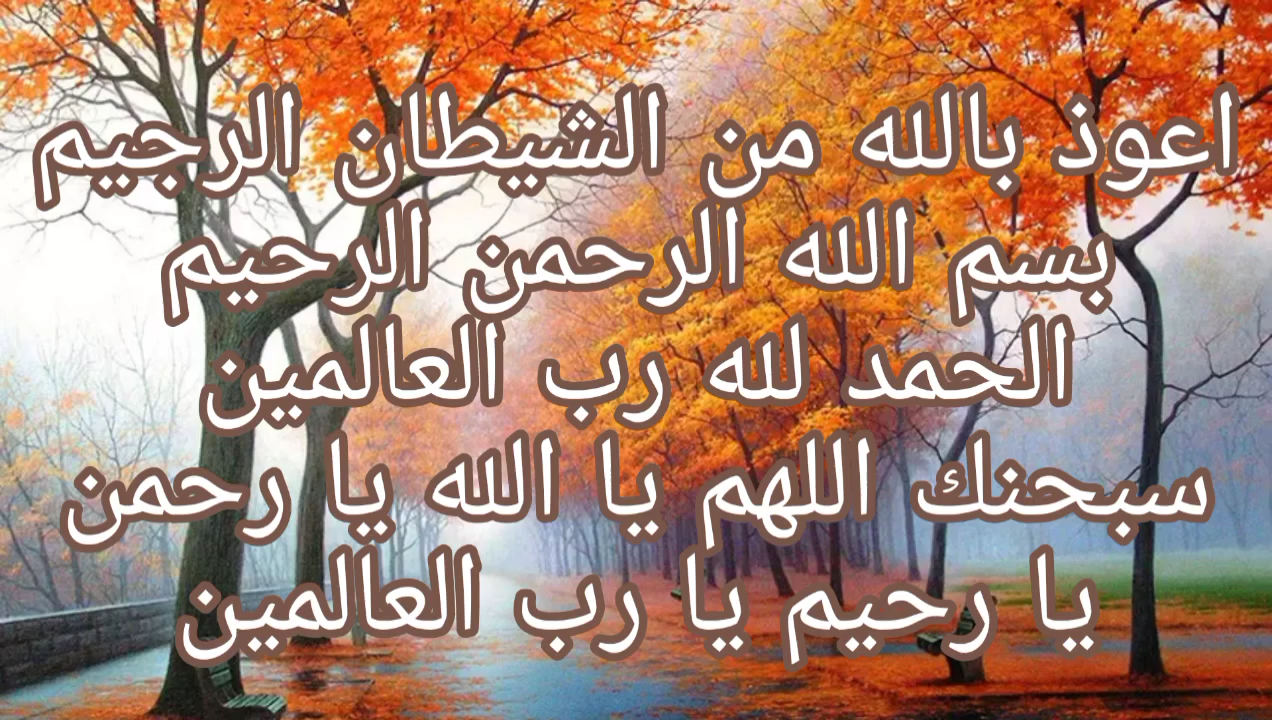 اعوذ بالله من الشيطان الرجيم
بسم الله الرحمن الرحيم
الحمد لله رب العالمين
سبحنك اللهم يا الله يا رحمن
يا رحيم يا رب العالمين